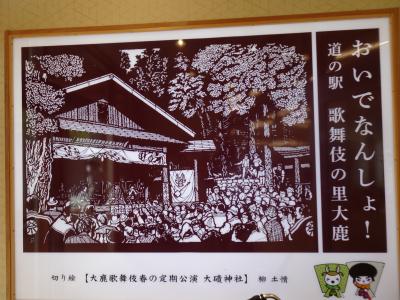 おいでなんしょ!
道の駅 歌舞伎の里大鹿
切り絵 【大鹿歌舞伎春の定期公演 大磧神社】 柳 土情